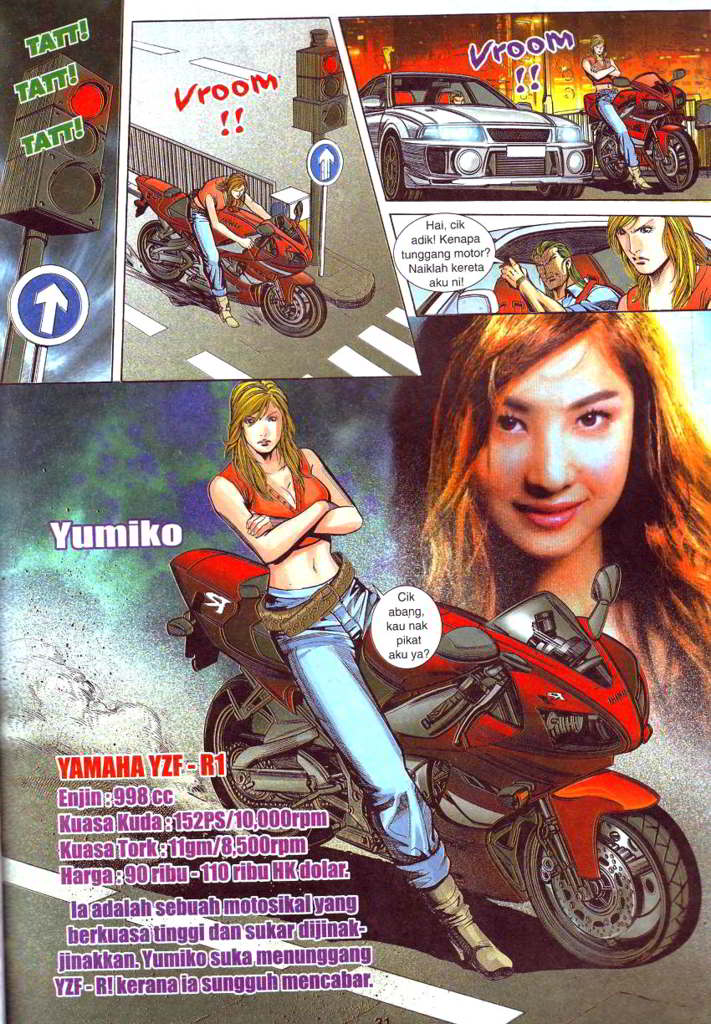 TATT!
TATT!
TATT!
Vroom
!!
Vroom
!!
Hai, cik
adik! Kenapa
tunggang motor?
Naiklah kereta
aku ni!
Yumiko
Cik
abang,
kau nak
pikat
aku ya?
YAMAHA YZF - R1
Enjin : 998 cc
Kuasa Kuda : 152PS/10,000rpm
Kuasa Tork : 11gm/8,500rpm
Harga : 90 ribu - 110 ribu HK dolar.
Ia adalah sebuah motosikal yang
berkuasa tinggi dan sukar dijinak-
jinakkan. Yumiko suka menunggang
YZF - R! kerana ia sungguh mencabar.
31